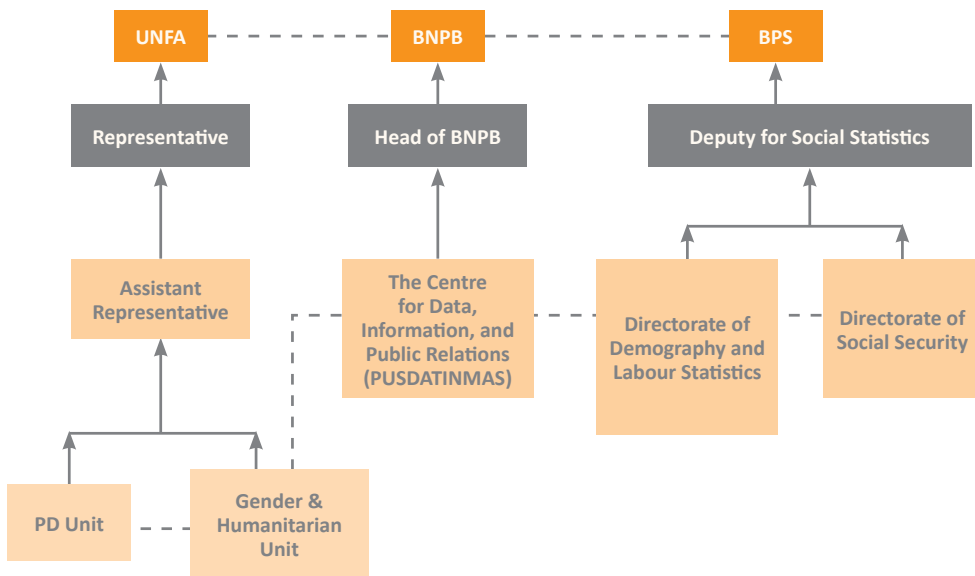 UNFA
BNPB
BPS
Representative
Head of BNPB
Deputy for Social Statistics
Assistant
Representative
The Centre
for Data,
Information, and
Public Relations
(PUSDATINMAS)
Directorate of
Demography and
Labour Statistics
Directorate of
Social Security
PD Unit
Gender &
Humanitarian
Unit